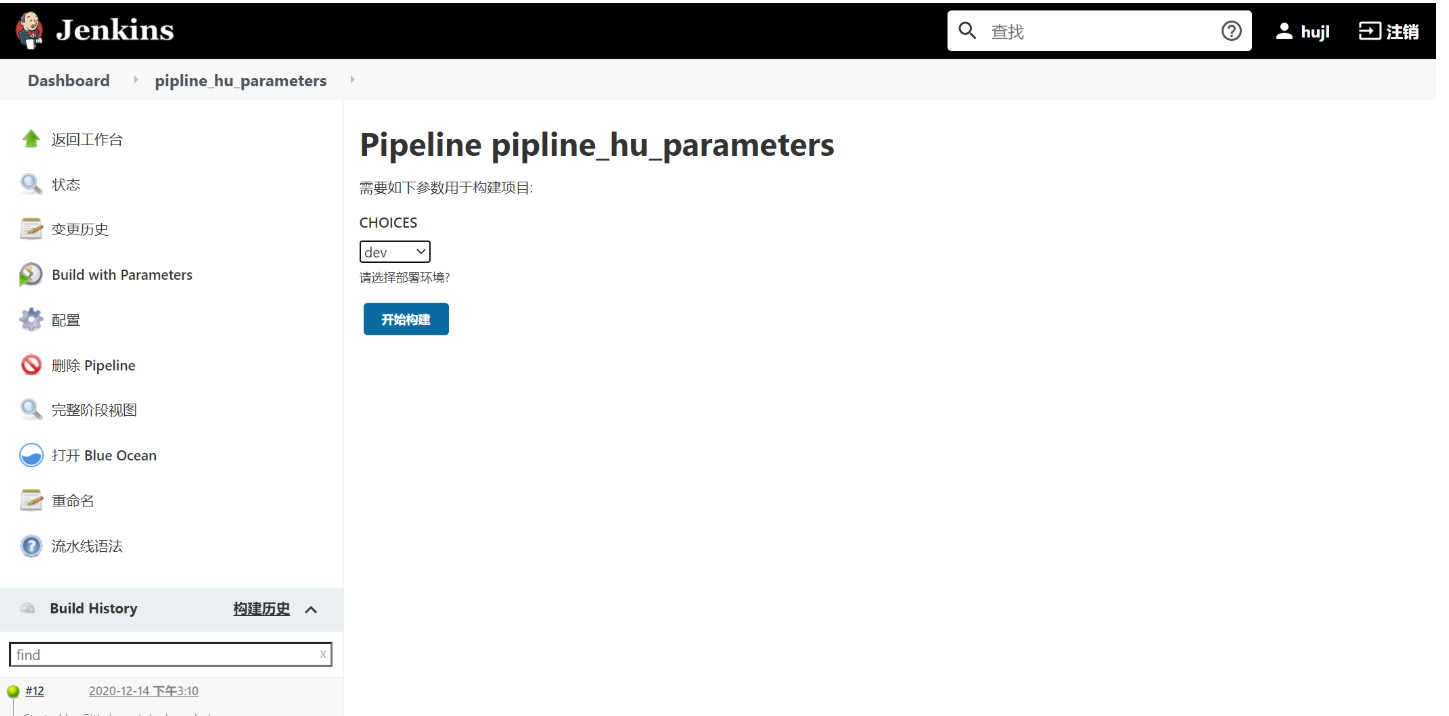 Jenkins
查找
hujl
注销
Dashboard
pipline_hu_parameters
返回工作台
状态
变更历史
Build with Parameters
配置
删除 Pipeline
完整阶段视图
打开 Blue Ocean
重命名
流水线语法
Build History
构建历史
find
x
#12
2020-12-14 下午3:10
Pipeline pipline_hu_parameters
需要如下参数用于构建项目:
CHOICES
dev
请选择部署环境?
开始构建